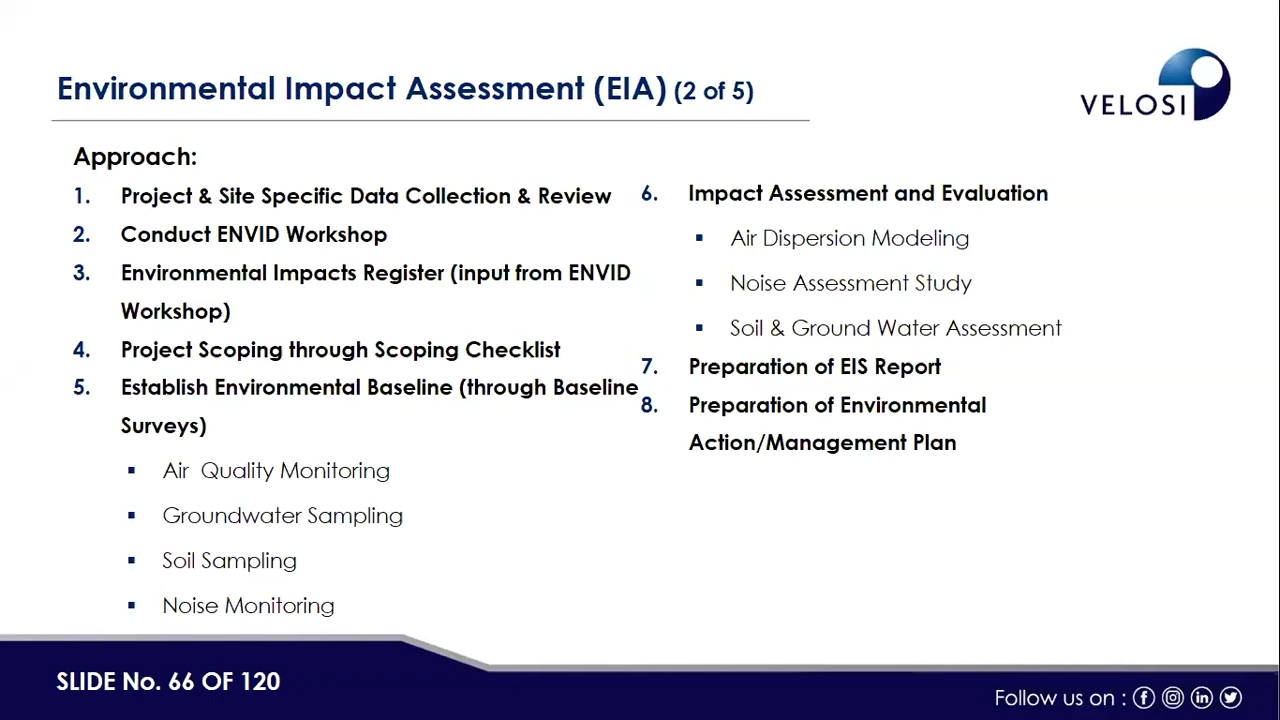 Environmental Impact Assessment (EIA) (2 of 5)
VELOSI
Approach:
1. Project & Site Specific Data Collection & Review
2. Conduct ENVID Workshop
3. Environmental Impacts Register (input from ENVID
Workshop)
4. Project Scoping through Scoping Checklist
5. Establish Environmental Baseline (through Baseline
Surveys)
▪ Air Quality Monitoring
▪ Groundwater Sampling
▪ Soil Sampling
▪ Noise Monitoring
6. Impact Assessment and Evaluation
▪ Air Dispersion Modeling
▪ Noise Assessment Study
▪ Soil & Ground Water Assessment
7. Preparation of EIS Report
8. Preparation of Environmental
Action/Management Plan
SLIDE No. 66 OF 120
Follow us on :